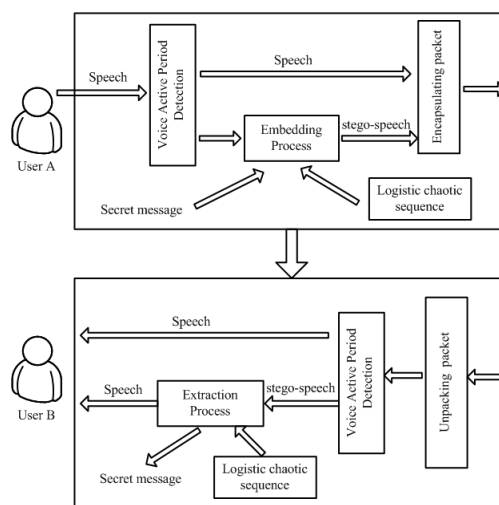 Speech
User A
Voice Active Period
Detection
Speech
Embedding
Process
stego-speech
Encapsulating packet
Secret message
Logistic chaotic
sequence
User B
Speech
Speech
Extraction
Process
stego-speech
Voice Active Period
Detection
Unpacking packet
Secret message
Logistic chaotic
sequence